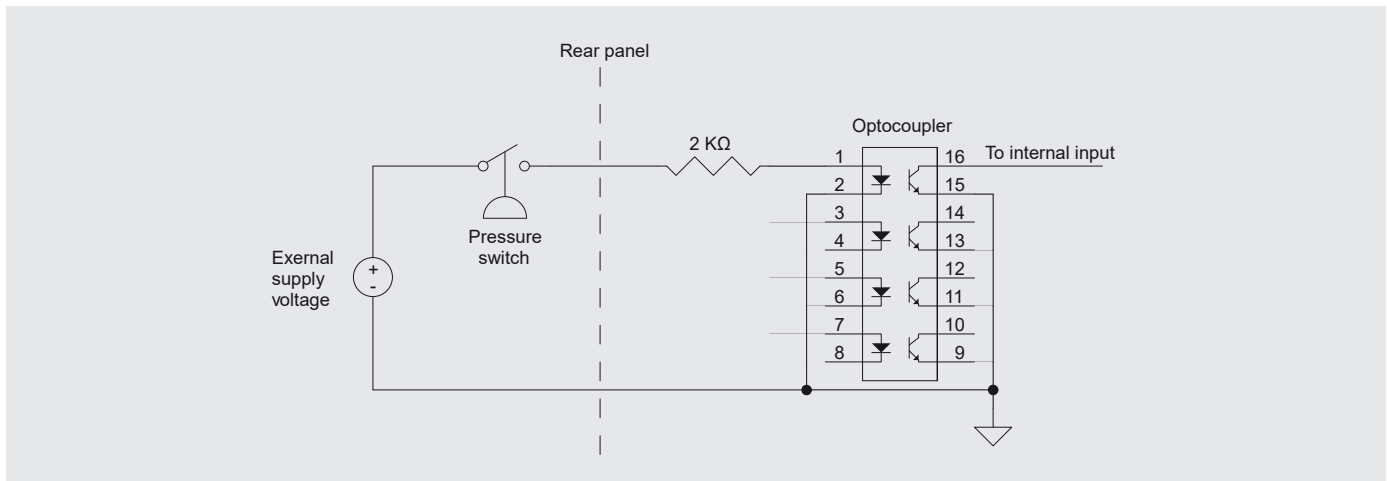 Rear panel
Optocoupler
2 KΩ
1
16
To internal input
2
15
3
14
Pressure
switch
4
13
Exernal
supply
voltage
+
-
5
12
6
11
7
10
8
9